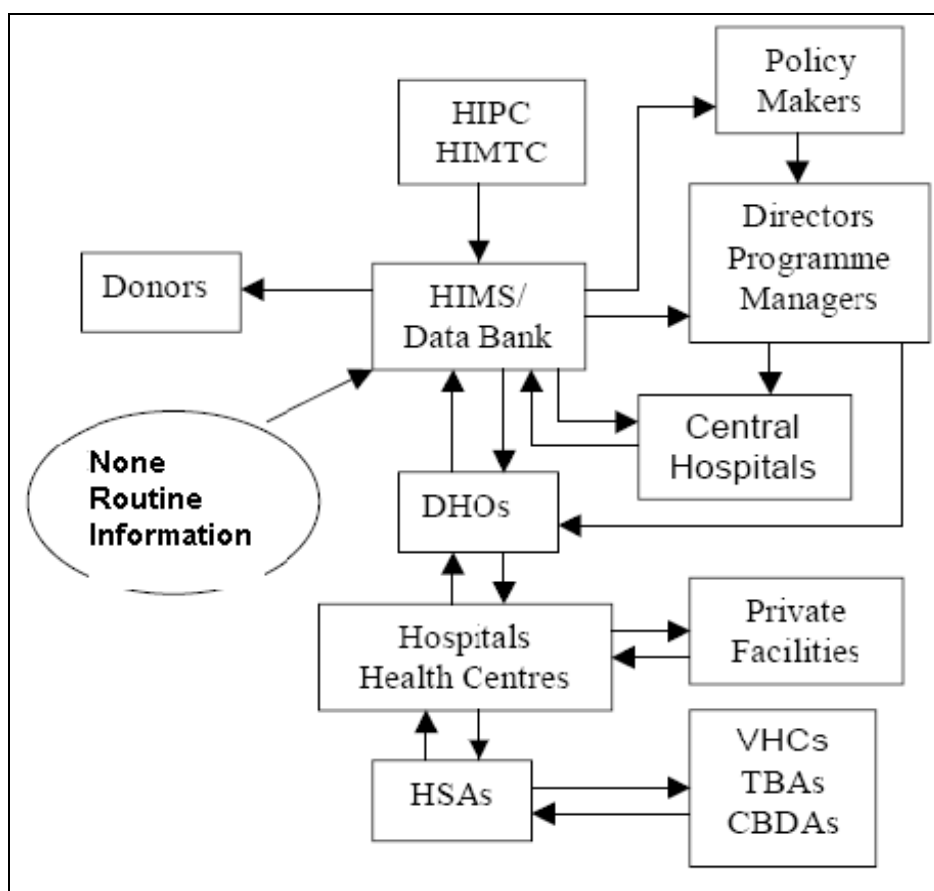 Policy
Makers
HIPC
HIMTC
Directors
Programme
Managers
Donors
HIMS/
Data Bank
Central
Hospitals
None
Routine
Information
DHOs
Hospitals
Health Centres
Private
Facilities
HSAs
VHCs
TBAs
CBDAs